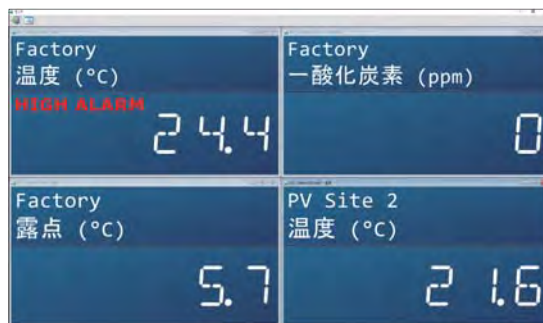 Factory
温度 (°C)
HIGH ALARM
24.4
Factory
一酸化炭素 (ppm)
0
Factory
露点 (°C)
5.7
PV Site 2
温度 (°C)
21.6